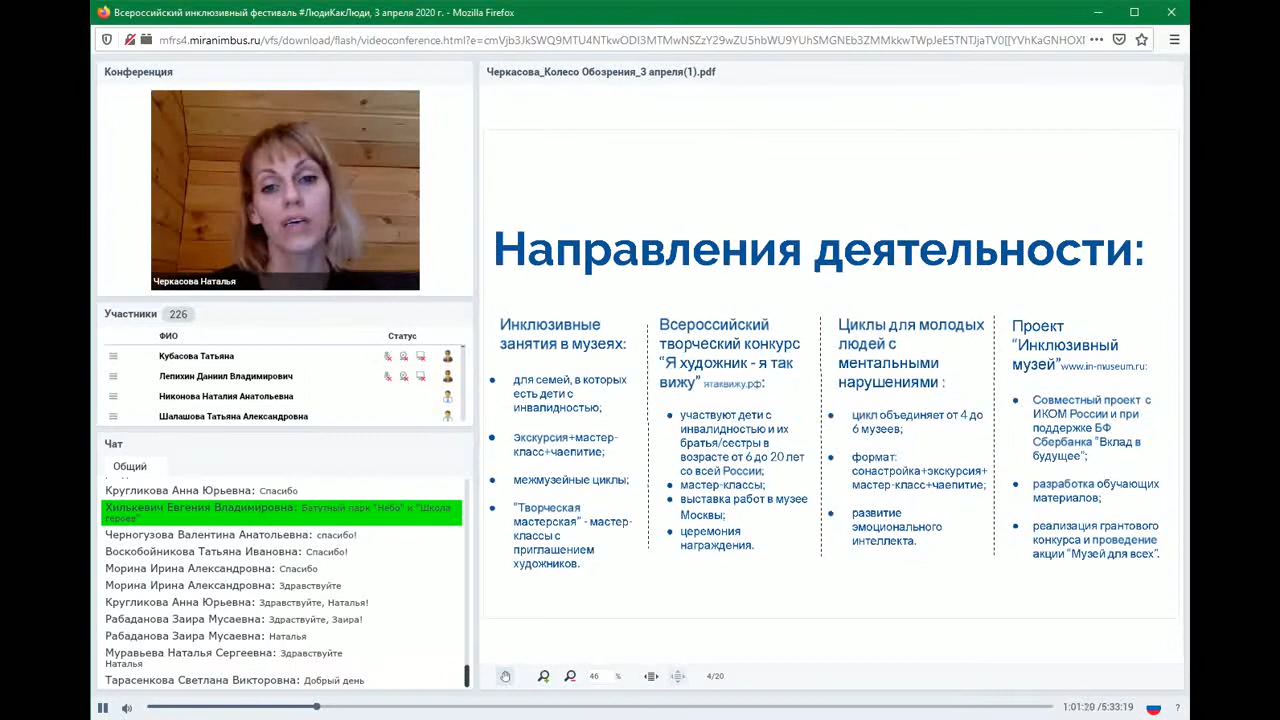 Всероссийский инклюзивный фестиваль #ЛюдиКакЛюди, 3 апреля 2020 г. - Mozilla Firefox
Конференция
Черкасова Наталья
Участники 226
ФИО Статус
Кубасова Татьяна
Лепихин Даниил Владимирович
Никонова Наталия Анатольевна
Шалашова Татьяна Александровна
Чат
Общий
Кругликова Анна Юрьевна: Спасибо
Хилькевич Евгения Владимировна: Батутный парк "Небо" и "Школа
героев"
Черногузова Валентина Анатольевна: спасибо!
Воскобойникова Татьяна Ивановна: Спасибо!
Морина Ирина Александровна: Спасибо
Морина Ирина Александровна: Здравствуйте
Кругликова Анна Юрьевна: Здравствуйте, Наталья!
Рабаданова Заира Мусаевна: Здраствуйте, Заира!
Рабаданова Заира Мусаевна: Наталья
Муравьева Наталья Сергеевна: Здравствуйте
Наталья
Тарасенкова Светлана Викторовна: Добрый день
Черкасова_Колесо Обозрения_3 апреля(1).pdf
Направления деятельности:
Инклюзивные
занятия в музеях:
для семей, в которых
есть дети с
инвалидностью;
Экскурсия+мастер-
класс+чаепитие;
межмузейные циклы;
"Творческая
мастерская" - мастер-
классы с
приглашением
художников.
Всероссийский
творческий конкурс
"Я художник - я так
вижу" ятаквижу.рф:
участвуют дети с
инвалидностью и их
братья/сестры в
возрасте от 6 до 20 лет
со всей России;
мастер-классы;
выставка работ в музее
Москвы;
церемония
награждения.
Циклы для молодых
людей с
ментальными
нарушениями :
цикл объединяет от 4 до
6 музеев;
формат:
сонастройка+экскурсия+
мастер-класс+чаепитие;
развитие
эмоционального
интеллекта.
Проект
"Инклюзивный
музей" www.in-museum.ru:
Совместный проект с
ИКОМ России и при
поддержке БФ
Сбербанка "Вклад в
будущее";
разработка обучающих
материалов;
реализация грантового
конкурса и проведение
акции "Музей для всех".
46 % 4/20
1:01:20 /5:33:19 ?